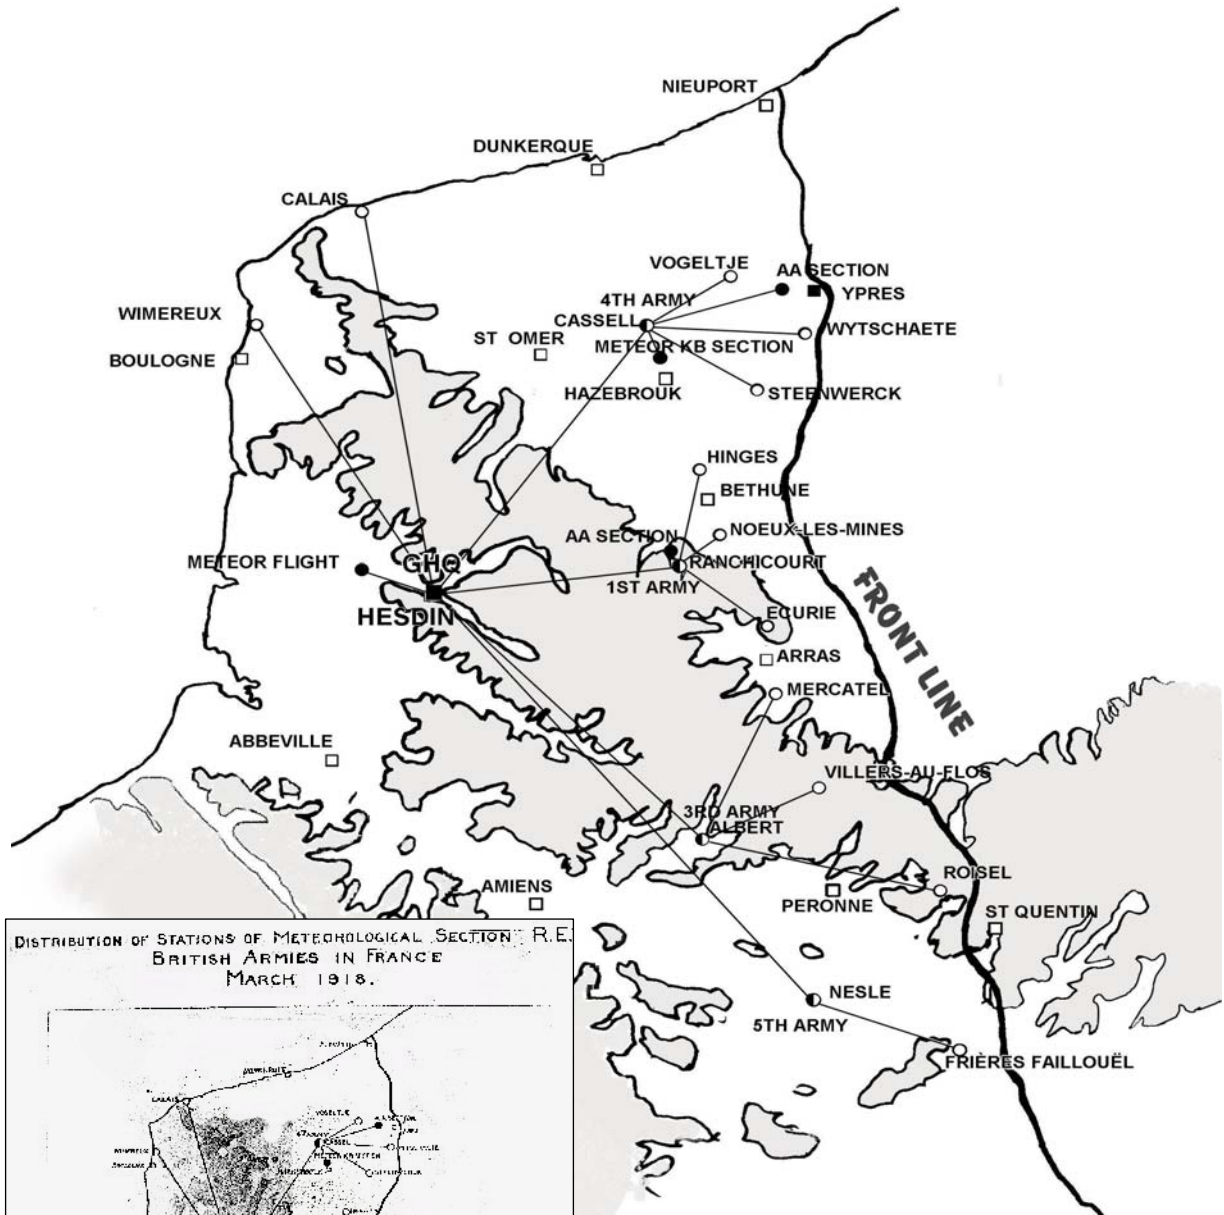 NIEUPORT
DUNKERQUE
CALAIS
VOGELTJE
AA SECTION
4TH ARMY
YPRES
WIMEREUX
CASSELL
WYTSCHAETE
ST OMER
METEOR KB SECTION
BOULOGNE
HAZEBROUK
STEENWERCK
HINGES
BETHUNE
NOEUX-LES-MINES
AA SECTION
METEOR FLIGHT
GHQ
RANCHICOURT
1ST ARMY
HESDIN
ECURIE
FRONT LINE
ARRAS
MERCATEL
ABBEVILLE
VILLERS-AU-FLOS
3RD ARMY
ALBERT
ROISEL
AMIENS
PERONNE
ST QUENTIN
NESLE
5TH ARMY
FRIÈRES FAILLOUËL
DISTRIBUTION OF STATIONS OF METEOROLOGICAL SECTION R.E.
BRITISH ARMIES IN FRANCE
MARCH 1918.
CALAIS
VOGELTJE
CASSEL